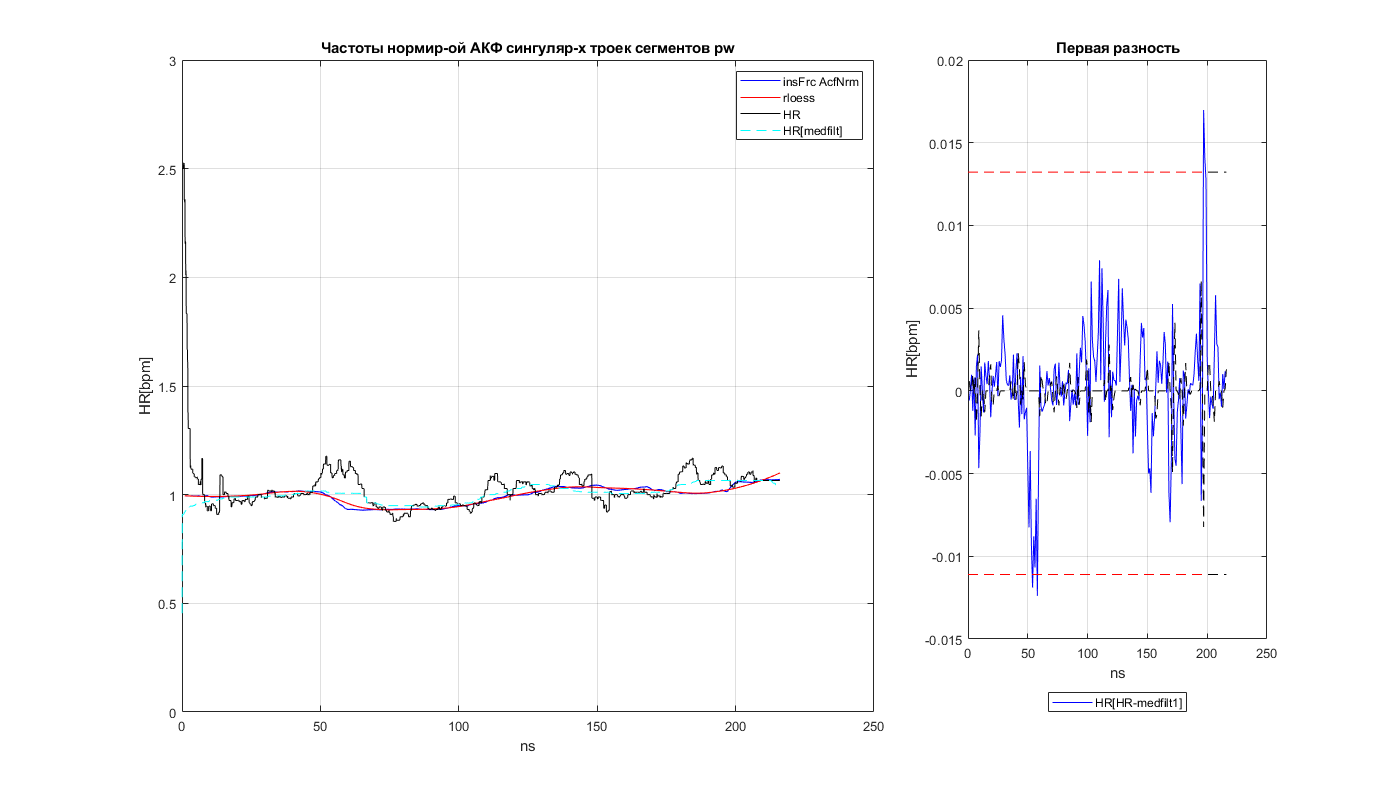 Частоты нормир-ой АКФ сингуляр-х троек сегментов pw
3
2.5
2
1.5
1
0.5
0
HR[bpm]
0
50
100
150
200
250
ns
insFrc AcfNrm
rloess
HR
HR[medfilt]
Первая разность
0.02
0.015
0.01
0.005
0
-0.005
-0.01
-0.015
HR[bpm]
0
50
100
150
200
250
ns
HR[HR-medfilt1]